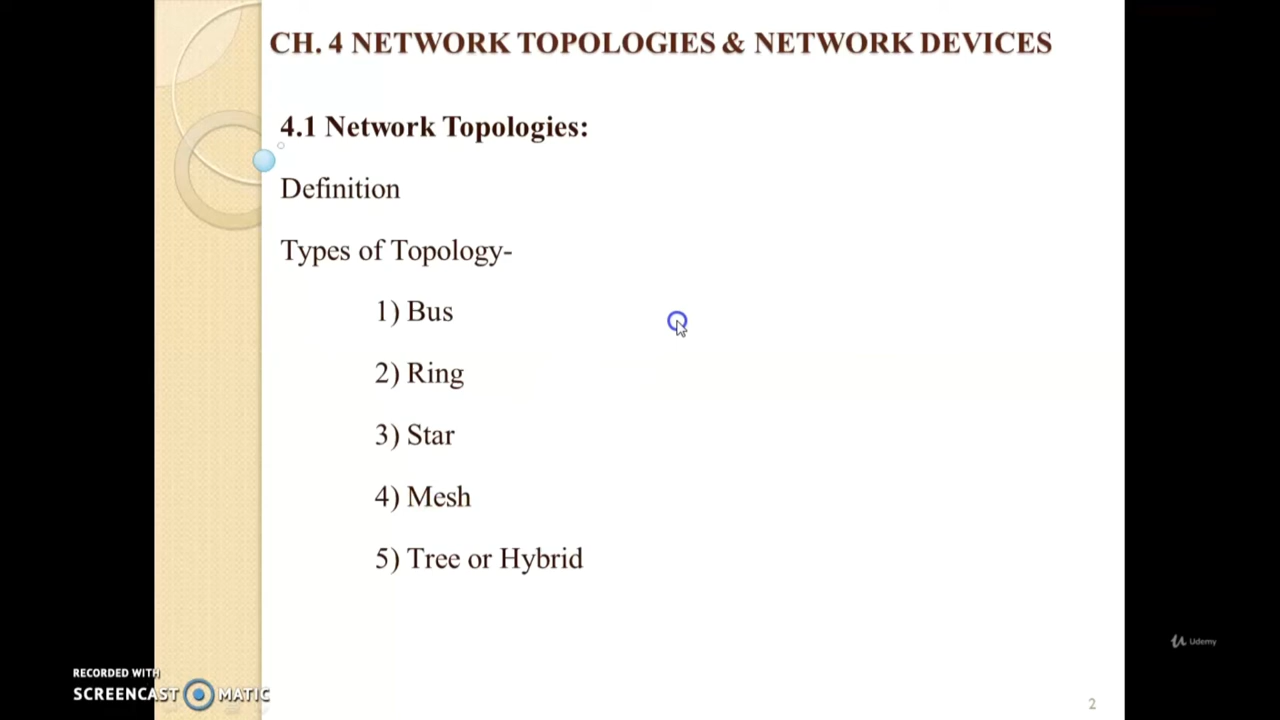 CH. 4 NETWORK TOPOLOGIES & NETWORK DEVICES
4.1 Network Topologies:
Definition
Types of Topology-
1) Bus
2) Ring
3) Star
4) Mesh
5) Tree or Hybrid
Udemy
RECORDED WITH
SCREENCAST MATIC
2